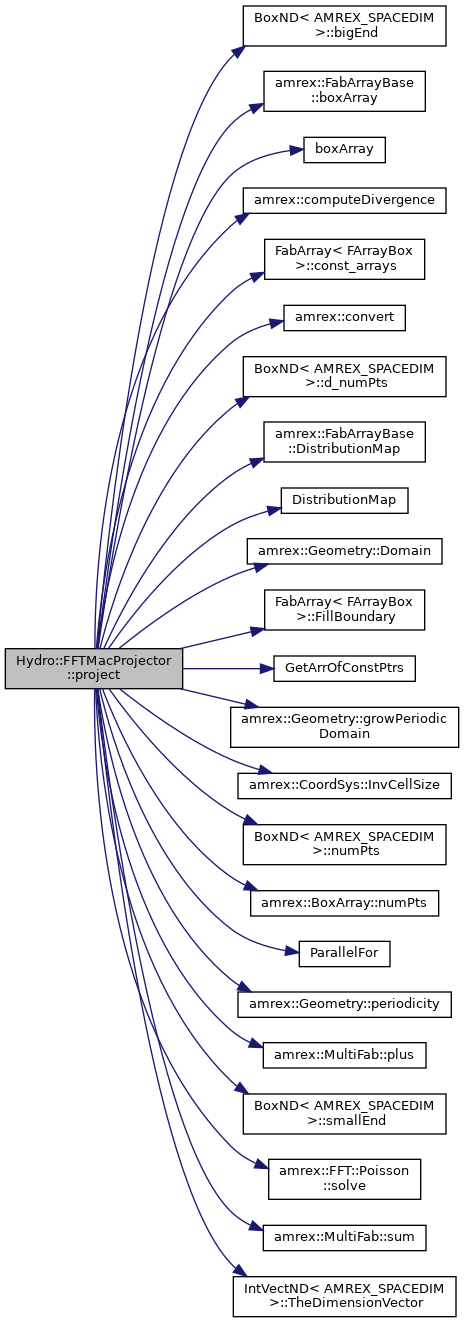 BoxND< AMREX_SPACEDIM
>::bigEnd
amrex::FabArrayBase
::boxArray
boxArray
amrex::computeDivergence
FabArray< FArrayBox
>::const_arrays
amrex::convert
BoxND< AMREX_SPACEDIM
>::d_numPts
amrex::FabArrayBase
::DistributionMap
DistributionMap
amrex::Geometry::Domain
FabArray< FArrayBox
>::FillBoundary
Hydro::FFTMacProjector
::project
GetArrOfConstPtrs
amrex::Geometry::growPeriodic
Domain
amrex::CoordSys::InvCellSize
BoxND< AMREX_SPACEDIM
>::numPts
amrex::BoxArray::numPts
ParallelFor
amrex::Geometry::periodicity
amrex::MultiFab::plus
BoxND< AMREX_SPACEDIM
>::smallEnd
amrex::FFT::Poisson
::solve
amrex::MultiFab::sum
IntVectND< AMREX_SPACEDIM
>::TheDimensionVector